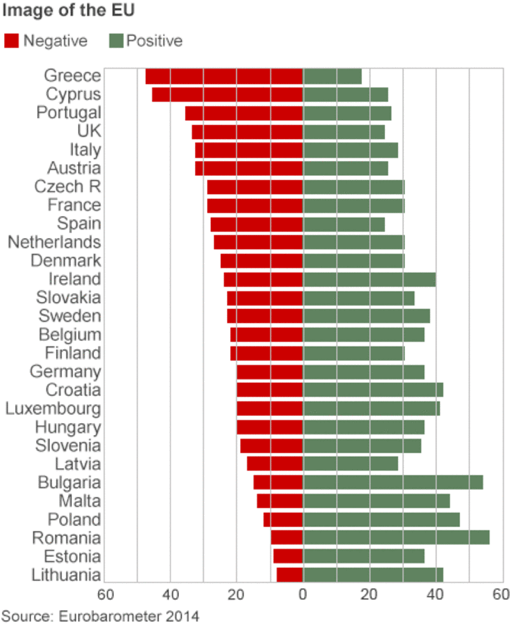 Image of the EU
Negative Positive
Greece
Cyprus
Portugal
UK
Italy
Austria
Czech R
France
Spain
Netherlands
Denmark
Ireland
Slovakia
Sweden
Belgium
Finland
Germany
Croatia
Luxembourg
Hungary
Slovenia
Latvia
Bulgaria
Malta
Poland
Romania
Estonia
Lithuania
60 40 20 0 20 40 60
Source: Eurobarometer 2014